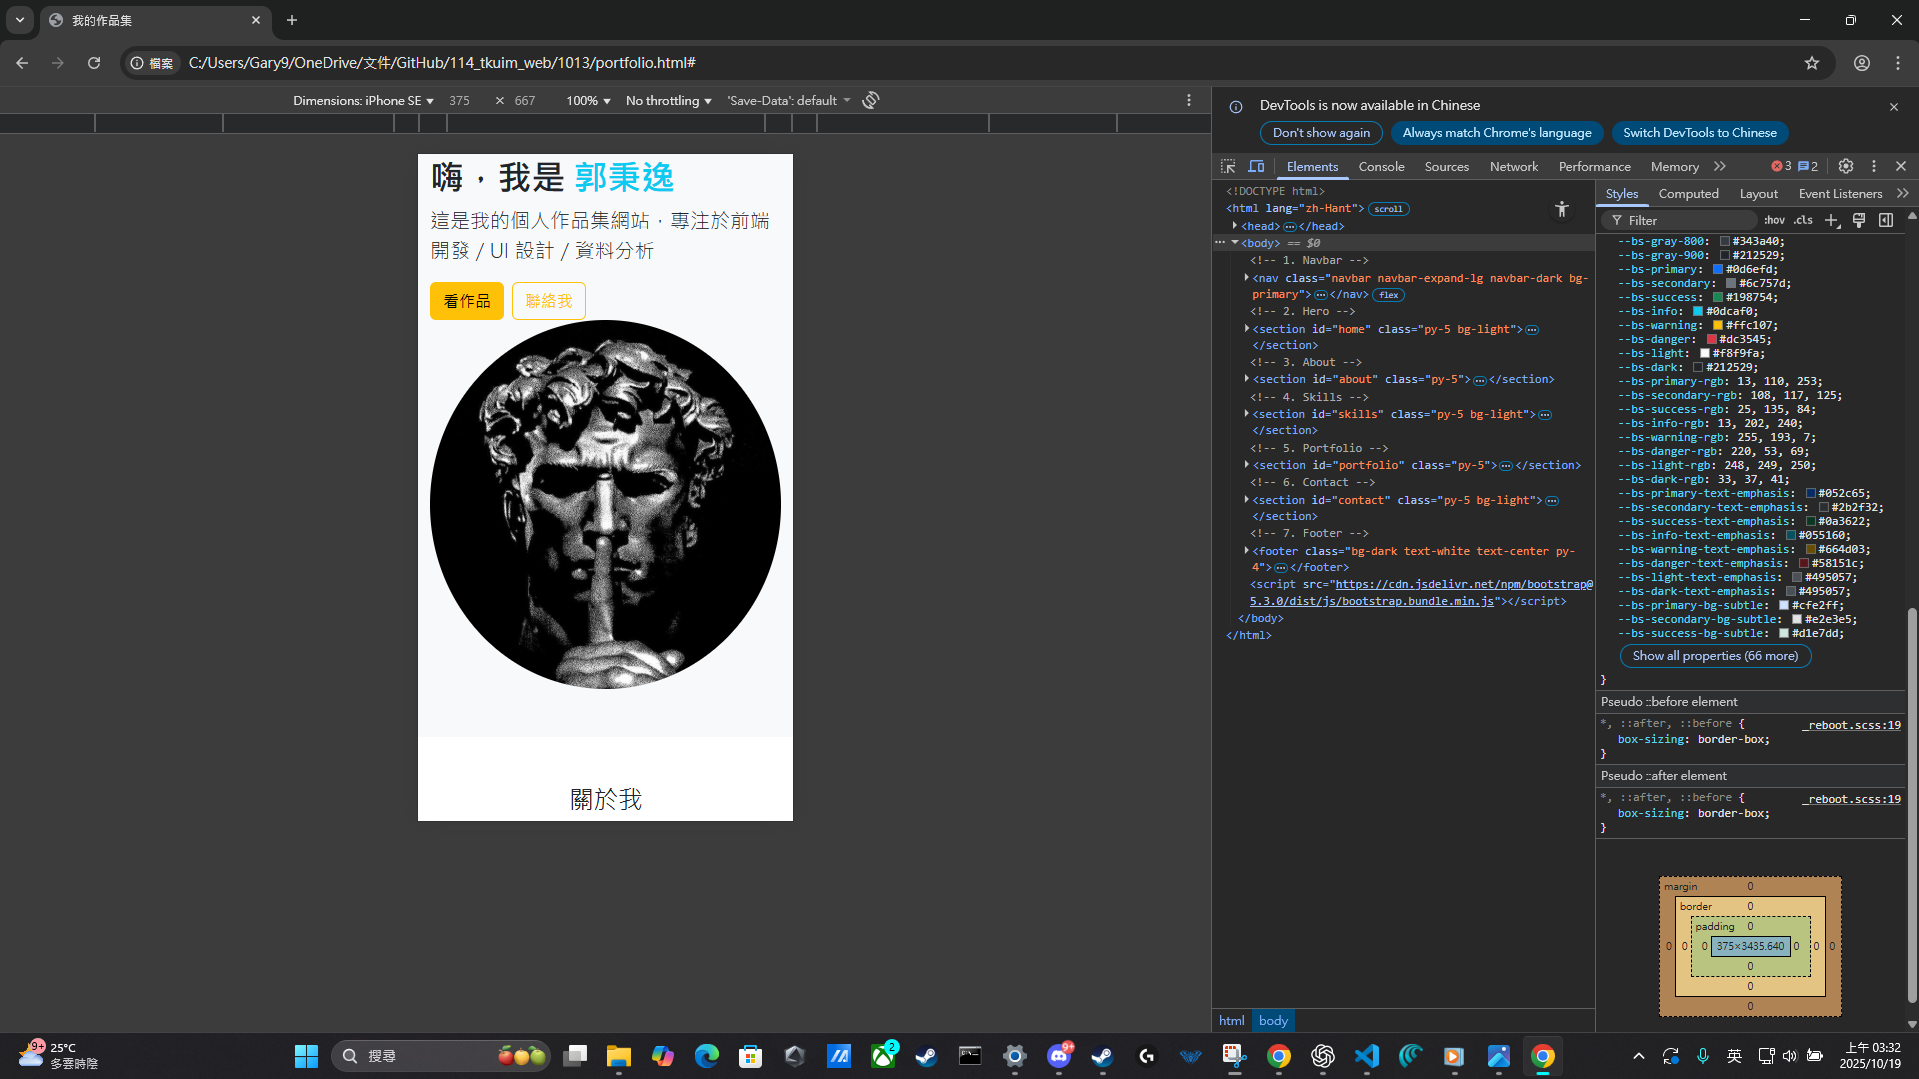 我的作品集
檔案
C:/Users/Gary9/OneDrive/文件/GitHub/114_tkuim_web/1013/portfolio.html#
Dimensions: iPhone SE 375 × 667 100% No throttling 'Save-Data': default
嗨，我是 郭秉逸
這是我的個人作品集網站，專注於前端
開發 / UI 設計 / 資料分析
看作品 聯絡我
關於我
DevTools is now available in Chinese
Don't show again Always match Chrome's language Switch DevTools to Chinese
Elements Console Sources Network Performance Memory 3 2
<!DOCTYPE html>
<html lang="zh-Hant"> scroll
<head> … </head>
<body> == $0
<!-- 1. Navbar -->
<nav class="navbar navbar-expand-lg navbar-dark bg-
primary"> … </nav> flex
<!-- 2. Hero -->
<section id="home" class="py-5 bg-light"> …
</section>
<!-- 3. About -->
<section id="about" class="py-5"> … </section>
<!-- 4. Skills -->
<section id="skills" class="py-5 bg-light"> …
</section>
<!-- 5. Portfolio -->
<section id="portfolio" class="py-5"> … </section>
<!-- 6. Contact -->
<section id="contact" class="py-5 bg-light"> …
</section>
<!-- 7. Footer -->
<footer class="bg-dark text-white text-center py-
4"> … </footer>
<script src="https://cdn.jsdelivr.net/npm/bootstrap@
5.3.0/dist/js/bootstrap.bundle.min.js"></script>
</body>
</html>
html body
Styles Computed Layout Event Listeners
Filter :hov .cls
--bs-gray-800: #343a40;
--bs-gray-900: #212529;
--bs-primary: #0d6efd;
--bs-secondary: #6c757d;
--bs-success: #198754;
--bs-info: #0dcaf0;
--bs-warning: #ffc107;
--bs-danger: #dc3545;
--bs-light: #f8f9fa;
--bs-dark: #212529;
--bs-primary-rgb: 13, 110, 253;
--bs-secondary-rgb: 108, 117, 125;
--bs-success-rgb: 25, 135, 84;
--bs-info-rgb: 13, 202, 240;
--bs-warning-rgb: 255, 193, 7;
--bs-danger-rgb: 220, 53, 69;
--bs-light-rgb: 248, 249, 250;
--bs-dark-rgb: 33, 37, 41;
--bs-primary-text-emphasis: #052c65;
--bs-secondary-text-emphasis: #2b2f32;
--bs-success-text-emphasis: #0a3622;
--bs-info-text-emphasis: #055160;
--bs-warning-text-emphasis: #664d03;
--bs-danger-text-emphasis: #58151c;
--bs-light-text-emphasis: #495057;
--bs-dark-text-emphasis: #495057;
--bs-primary-bg-subtle: #cfe2ff;
--bs-secondary-bg-subtle: #e2e3e5;
--bs-success-bg-subtle: #d1e7dd;
Show all properties (66 more)
}
Pseudo ::before element
*, ::after, ::before { _reboot.scss:19
box-sizing: border-box;
}
Pseudo ::after element
*, ::after, ::before { _reboot.scss:19
box-sizing: border-box;
}
margin 0
border 0
padding 0
0 0 0 375×3435.640 0 0 0
0
0
0
9+ 25°C
多雲時陰
搜尋
2
9+
英
上午 03:32
2025/10/19